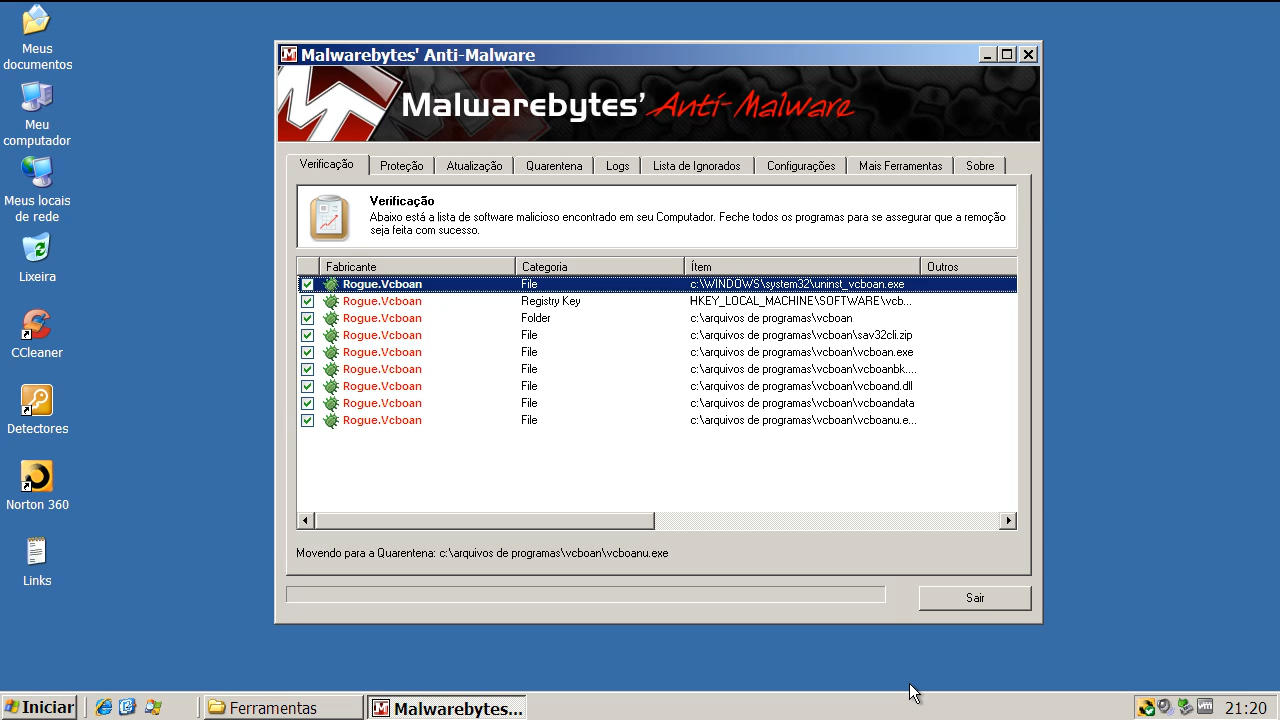 Meus
documentos
Meu
computador
Meus locais
de rede
Lixeira
CCleaner
Detectores
Norton 360
Links
Malwarebytes' Anti-Malware
Malwarebytes' Anti-Malware
Verificação Proteção Atualização Quarentena Logs Lista de Ignorados Configurações Mais Ferramentas Sobre
Verificação
Abaixo está a lista de software malicioso encontrado em seu Computador. Feche todos os programas para se assegurar que a remoção
seja feita com sucesso.
Fabricante Categoria Ítem Outros
Rogue.Vcboan File c:\WINDOWS\system32\uninst_vcboan.exe
Rogue.Vcboan Registry Key HKEY_LOCAL_MACHINE\SOFTWARE\vcb...
Rogue.Vcboan Folder c:\arquivos de programas\vcboan
Rogue.Vcboan File c:\arquivos de programas\vcboan\sav32cli.zip
Rogue.Vcboan File c:\arquivos de programas\vcboan\vcboan.exe
Rogue.Vcboan File c:\arquivos de programas\vcboan\vcboanbk....
Rogue.Vcboan File c:\arquivos de programas\vcboan\vcboand.dll
Rogue.Vcboan File c:\arquivos de programas\vcboan\vcboandata
Rogue.Vcboan File c:\arquivos de programas\vcboan\vcboanu.e...
Movendo para a Quarentena: c:\arquivos de programas\vcboan\vcboanu.exe
Sair
Iniciar Ferramentas Malwarebytes... 21:20